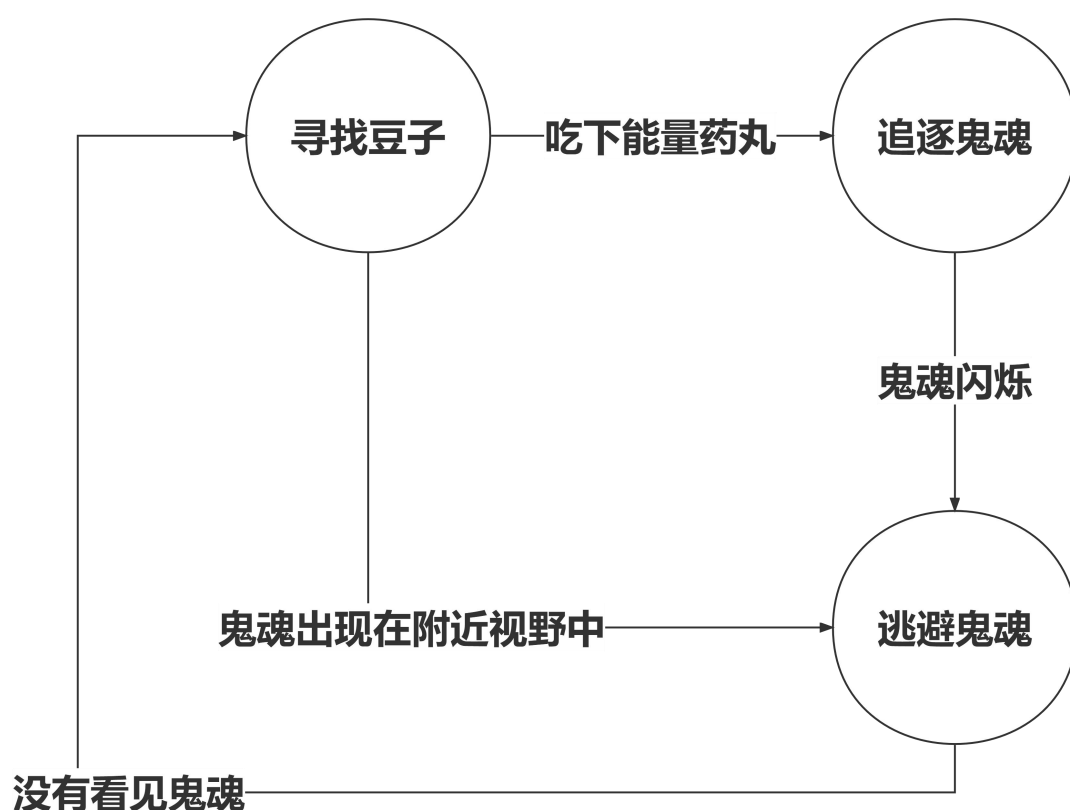 寻找豆子
吃下能量药丸
追逐鬼魂
鬼魂闪烁
鬼魂出现在附近视野中
逃避鬼魂
没有看见鬼魂